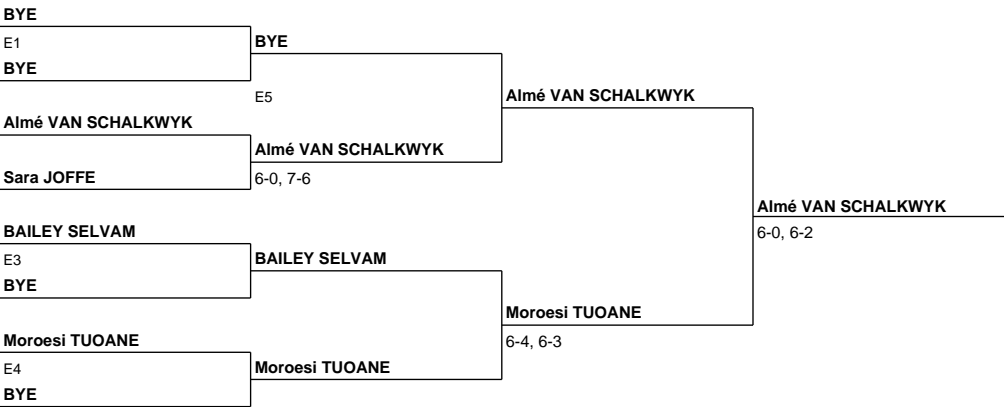 BYE
E1
BYE
BYE
E5
Almé VAN SCHALKWYK
Almé VAN SCHALKWYK
Almé VAN SCHALKWYK
Sara JOFFE
6-0, 7-6
Almé VAN SCHALKWYK
6-0, 6-2
BAILEY SELVAM
E3
BYE
BAILEY SELVAM
Moroesi TUOANE
6-4, 6-3
Moroesi TUOANE
E4
BYE
Moroesi TUOANE